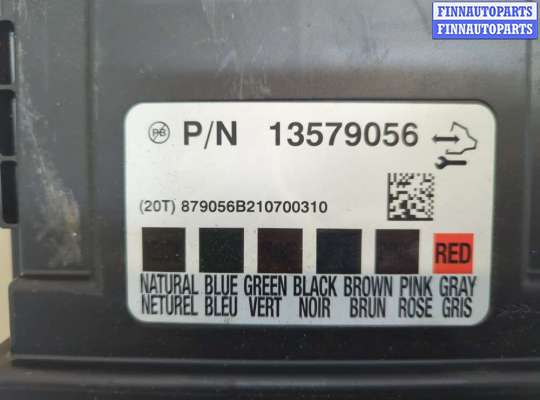 FINNAUTOPARTS
FINNAUTOPARTS
PB P/N 13579056
(20T) 879056B210700310
RED
NATURAL BLUE GREEN BLACK BROWN PINK GRAY
NETUREL BLEU VERT NOIR BRUN ROSE GRIS